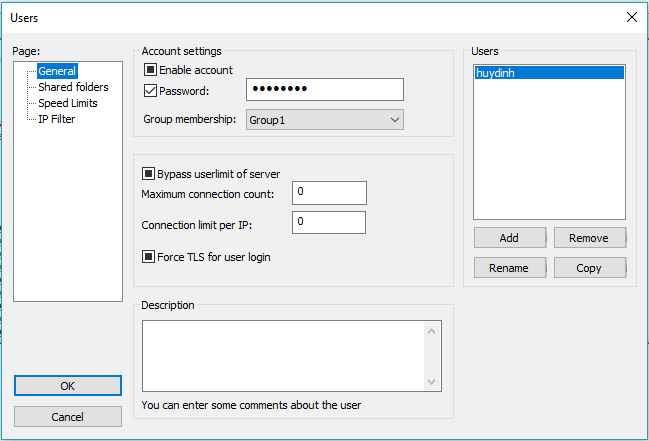 Users
Page:
General
Shared folders
Speed Limits
IP Filter
OK
Cancel
Account settings
Enable account
Password:
Group membership:
Group1
Bypass userlimit of server
Maximum connection count:
0
Connection limit per IP:
0
Force TLS for user login
Description
You can enter some comments about the user
Users
huydinh
Add
Remove
Rename
Copy